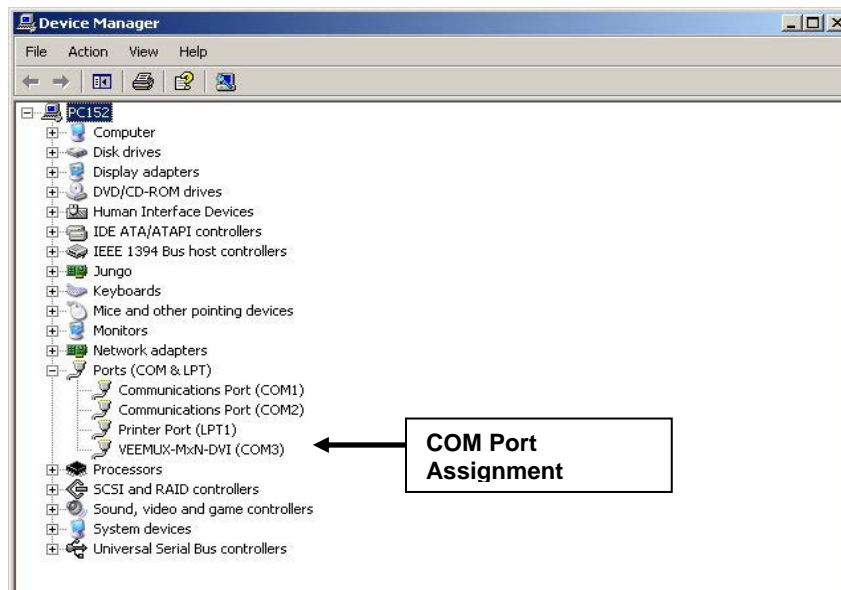 Device Manager
File Action View Help
PC152
Computer
Disk drives
Display adapters
DVD/CD-ROM drives
Human Interface Devices
IDE ATA/ATAPI controllers
IEEE 1394 Bus host controllers
Jungo
Keyboards
Mice and other pointing devices
Monitors
Network adapters
Ports (COM & LPT)
Communications Port (COM1)
Communications Port (COM2)
Printer Port (LPT1)
VEEMUX-MxN-DVI (COM3)
COM Port
Assignment
Processors
SCSI and RAID controllers
Sound, video and game controllers
System devices
Universal Serial Bus controllers